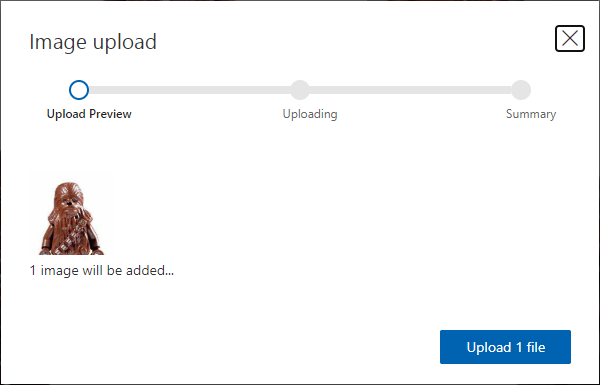 Image upload
Upload Preview
Uploading
Summary
1 image will be added...
Upload 1 file